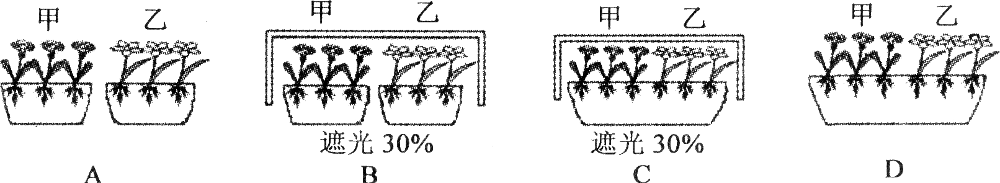 甲 乙 甲 乙 甲 乙 甲 乙
遮光 30% 遮光 30%
A B C D